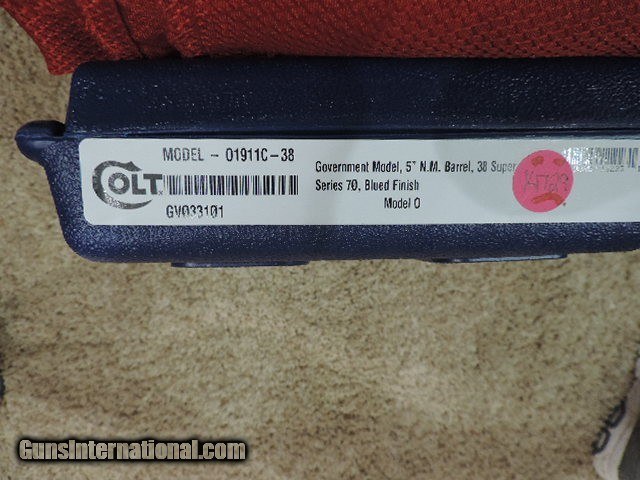 MODEL - O1911C-38
COLT
GV033101
Government Model, 5" N.M. Barrel, 38 Super
Series 70, Blued Finish
Model O
GunsInternational.com